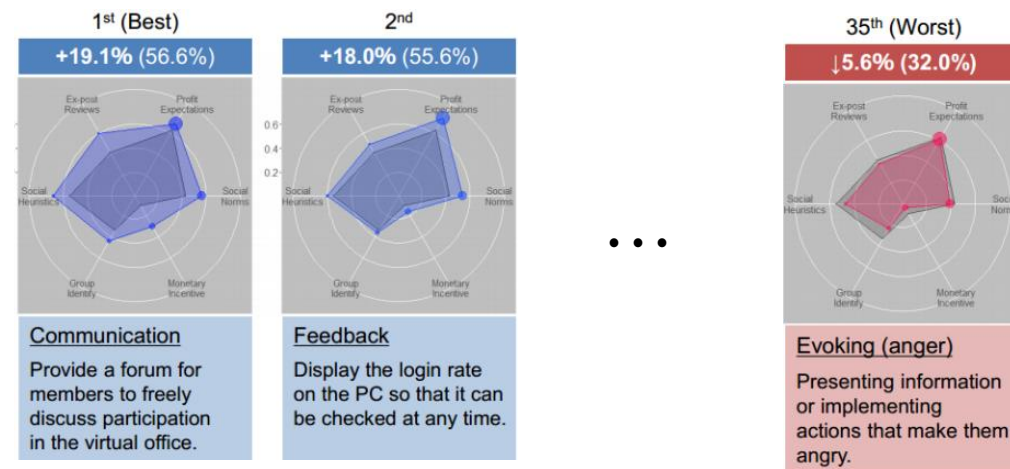 1st (Best)
+19.1% (56.6%)
Ex-post
Reviews
Profit
Expectations
Social
Heuristics
Social
Norms
Group
Identify
Monetary
Incentive
Communication
Provide a forum for
members to freely
discuss participation
in the virtual office.
2nd
+18.0% (55.6%)
Ex-post
Reviews
Profit
Expectations
0.6
0.4
0.2
Social
Heuristics
Social
Norms
Group
Identify
Monetary
Incentive
Feedback
Display the login rate
on the PC so that it can
be checked at any time.
...
35th (Worst)
↓5.6% (32.0%)
Ex-post
Reviews
Profit
Expectations
Social
Heuristics
Group
Identify
Monetary
Incentive
Evoking (anger)
Presenting information
or implementing
actions that make them
angry.